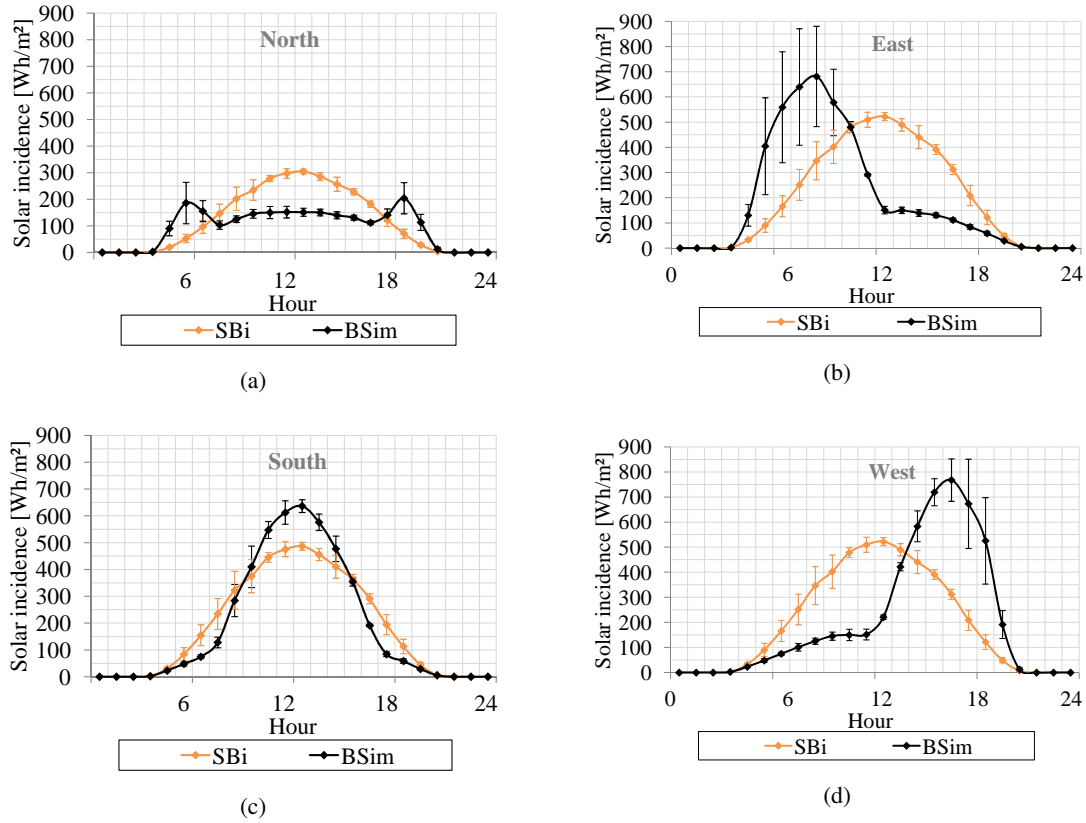 900
800
700
600
500
400
300
200
100
0
Solar incidence [Wh/m²]
North
6
12
18
24
Hour
SBi
BSim
(a)
900
800
700
600
500
400
300
200
100
0
Solar incidence [Wh/m²]
East
0
6
12
18
24
Hour
SBi
BSim
(b)
900
800
700
600
500
400
300
200
100
0
Solar incidence [Wh/m²]
South
6
12
18
24
Hour
SBi
BSim
(c)
900
800
700
600
500
400
300
200
100
0
Solar incidence [Wh/m²]
West
0
6
12
18
24
Hour
SBi
BSim
(d)